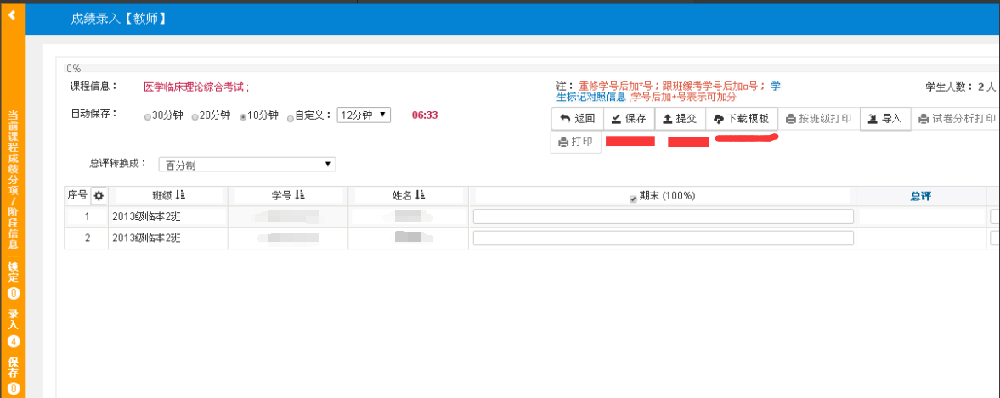 成绩录入【教师】
0%
课程信息： 医学临床理论综合考试 ;
注： 重修学号后加*号；跟班缓考学号后加o号； 学
生标记对照信息 ;学号后加+号表示可加分
学生人数： 2 人
自动保存： 30分钟 20分钟 10分钟 自定义： 12分钟 06:33
返回 保存 提交 下载模板 按班级打印 导入 试卷分析打印
打印
总评转换成： 百分制
序号 班级 学号 姓名 期末 (100%) 总评
1 2013级临本2班
2 2013级临本2班
当前课程成绩分项/阶段信息
锁定 0
录入 4
保存 0